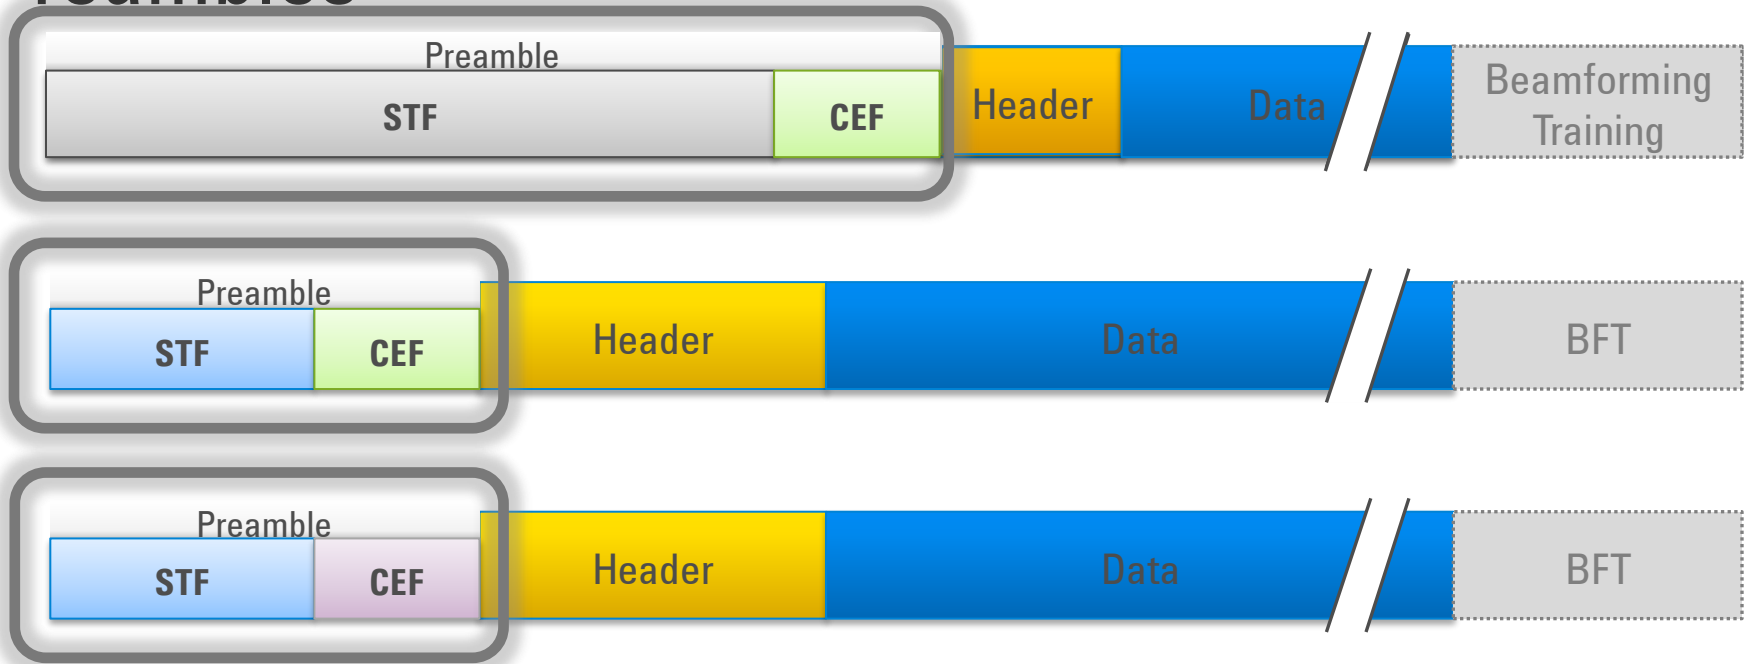 Preamble
STF CEF Header Data Beamforming
Training
Preamble
STF CEF Header Data BFT
Preamble
STF CEF Header Data BFT